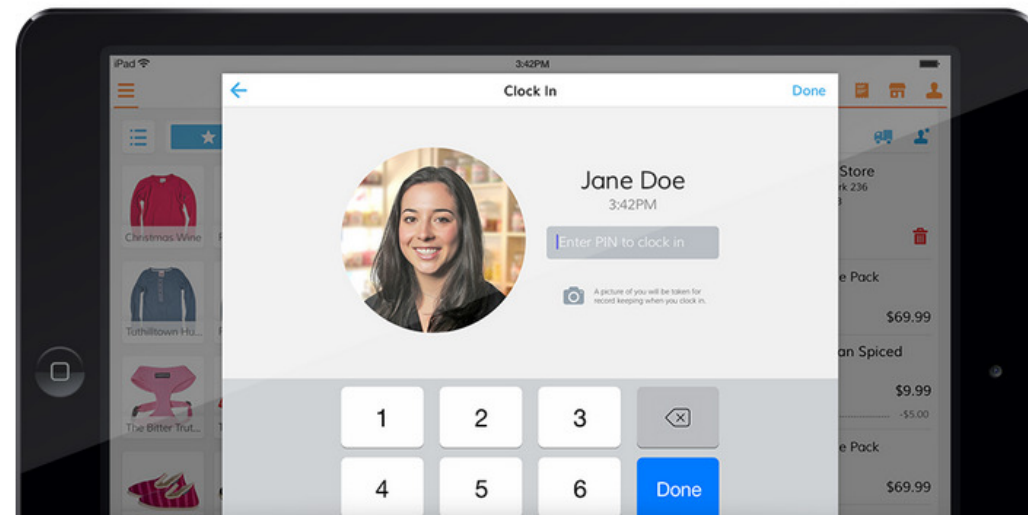 iPad
3:42PM
Clock In
Done
Jane Doe
3:42PM
Enter PIN to clock in
A picture of you will be taken for
record keeping when you clock in.
1
2
3
4
5
6
Done
Christmas Wine
Tuthilltown Hu...
The Bitter Trut...
Store
236
e Pack
$69.99
an Spiced
$9.99
-$5.00
e Pack
$69.99